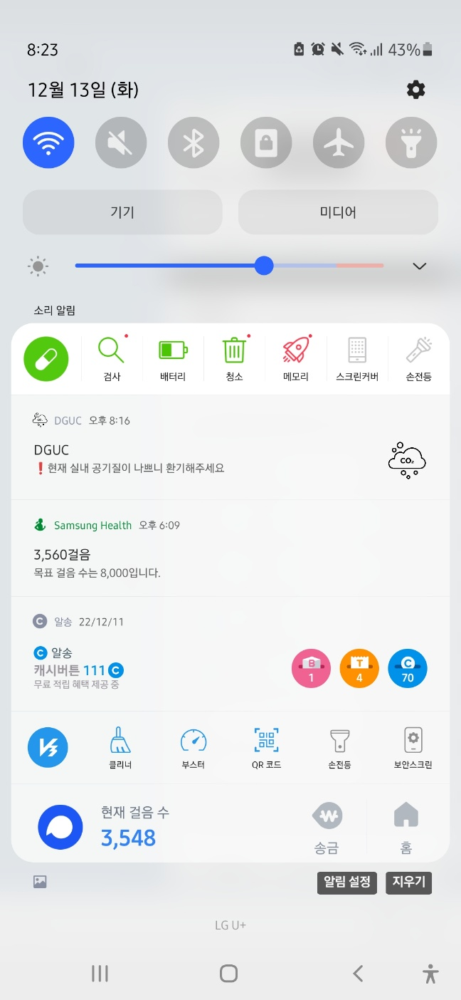 8:23
43%
12월 13일 (화)
기기
미디어
소리 알림
검사
배터리
청소
메모리
스크린커버
손전등
DGUC 오후 8:16
DGUC
❗현재 실내 공기질이 나쁘니 환기해주세요
CO₂
Samsung Health 오후 6:09
3,560걸음
목표 걸음 수는 8,000입니다.
C 알송 22/12/11
C 알송
캐시버튼 111 C
무료 적립 혜택 제공 중
B
1
T
4
C
70
클리너
부스터
QR 코드
손전등
보안스크린
현재 걸음 수
3,548
송금
홈
알림 설정
지우기
LG U+